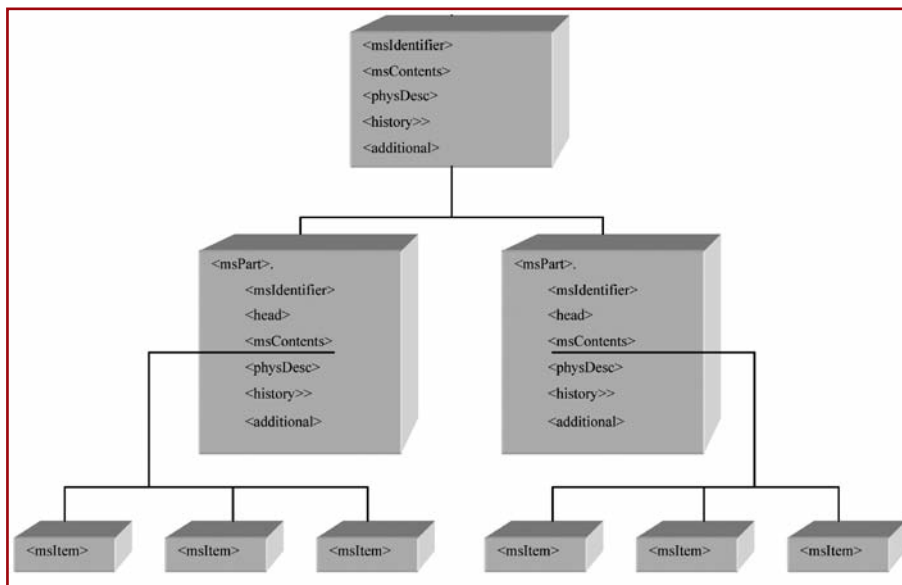 <msIdentifier>
<msContents>
<physDesc>
<history>>
<additional>
<msPart>.
<msIdentifier>
<head>
<msContents>
<physDesc>
<history>>
<additional>
<msPart>.
<msIdentifier>
<head>
<msContents>
<physDesc>
<history>>
<additional>
<msItem>
<msItem>
<msItem>
<msItem>
<msItem>
<msItem>